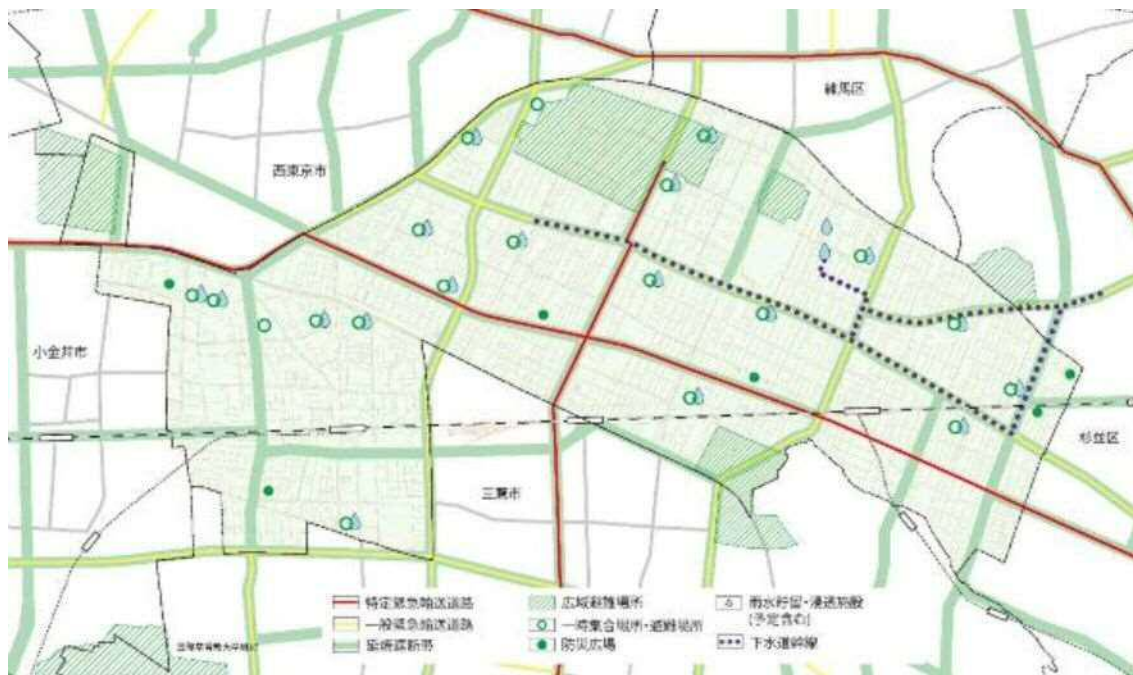 練馬区
西東京市
小金井市
杉並区
三鷹市
特定緊急輸送道路
一般緊急輸送道路
延焼遮断帯
広域避難場所
一時集合場所・避難場所
防災広場
雨水貯留・浸透施設
(予定含む)
下水道幹線